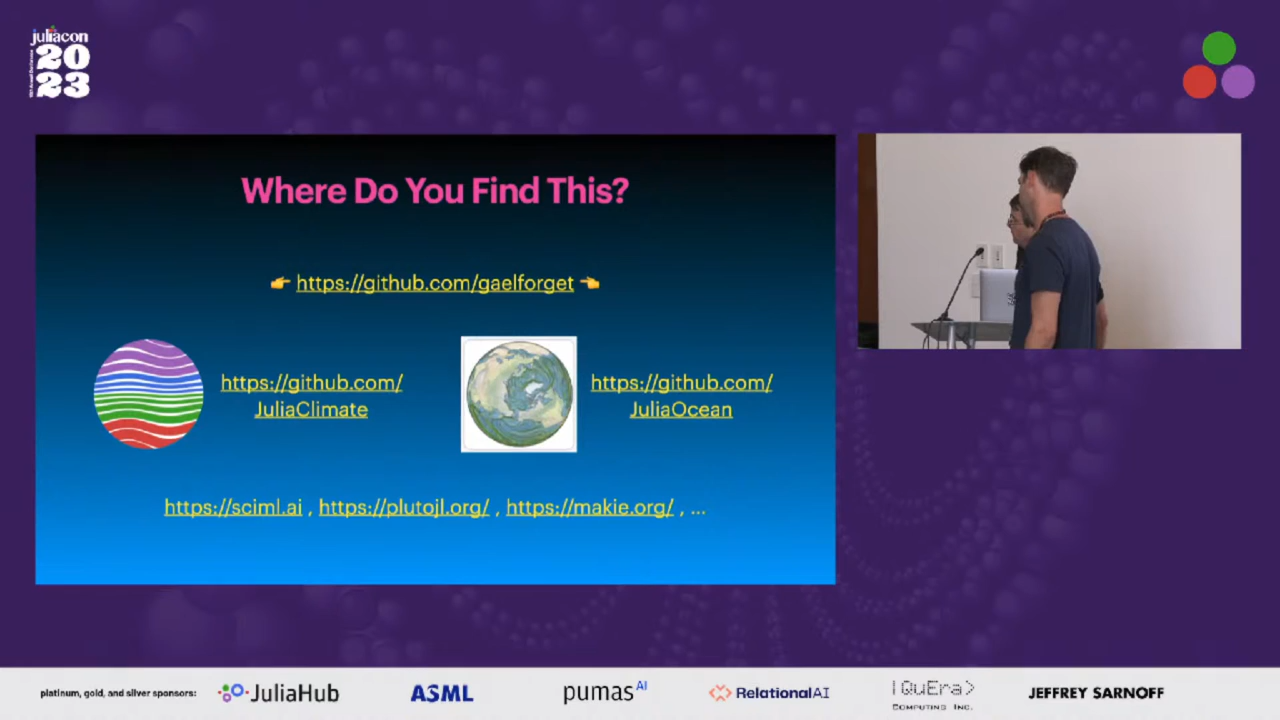 juliacon
20
23
Where Do You Find This?
👉 https://github.com/gaelforget 👈
https://github.com/
JuliaClimate
https://github.com/
JuliaOcean
https://sciml.ai , https://plutojl.org/ , https://makie.org/ , ...
platinum, gold, and silver sponsors:
JuliaHub
ASML
pumas AI
RelationalAI
|QuEra>
COMPUTING INC.
JEFFREY SARNOFF